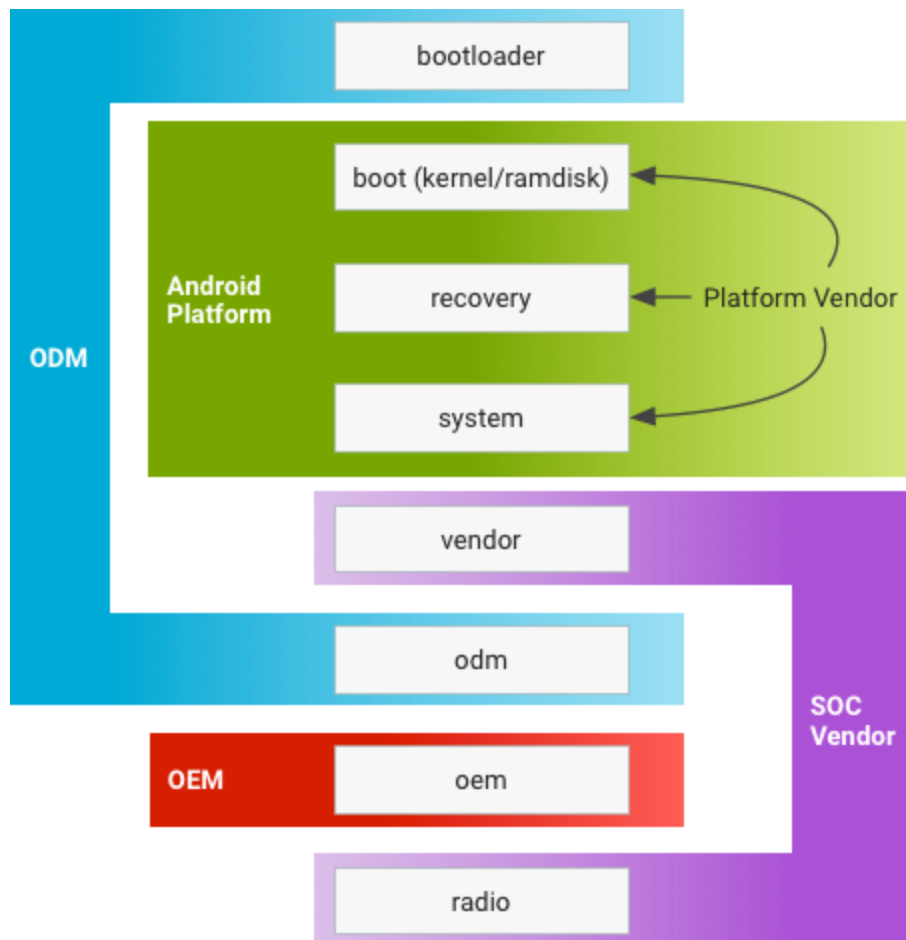 bootloader
boot (kernel/ramdisk)
Android
Platform
recovery
Platform Vendor
ODM
system
vendor
odm
SOC
Vendor
OEM
oem
radio